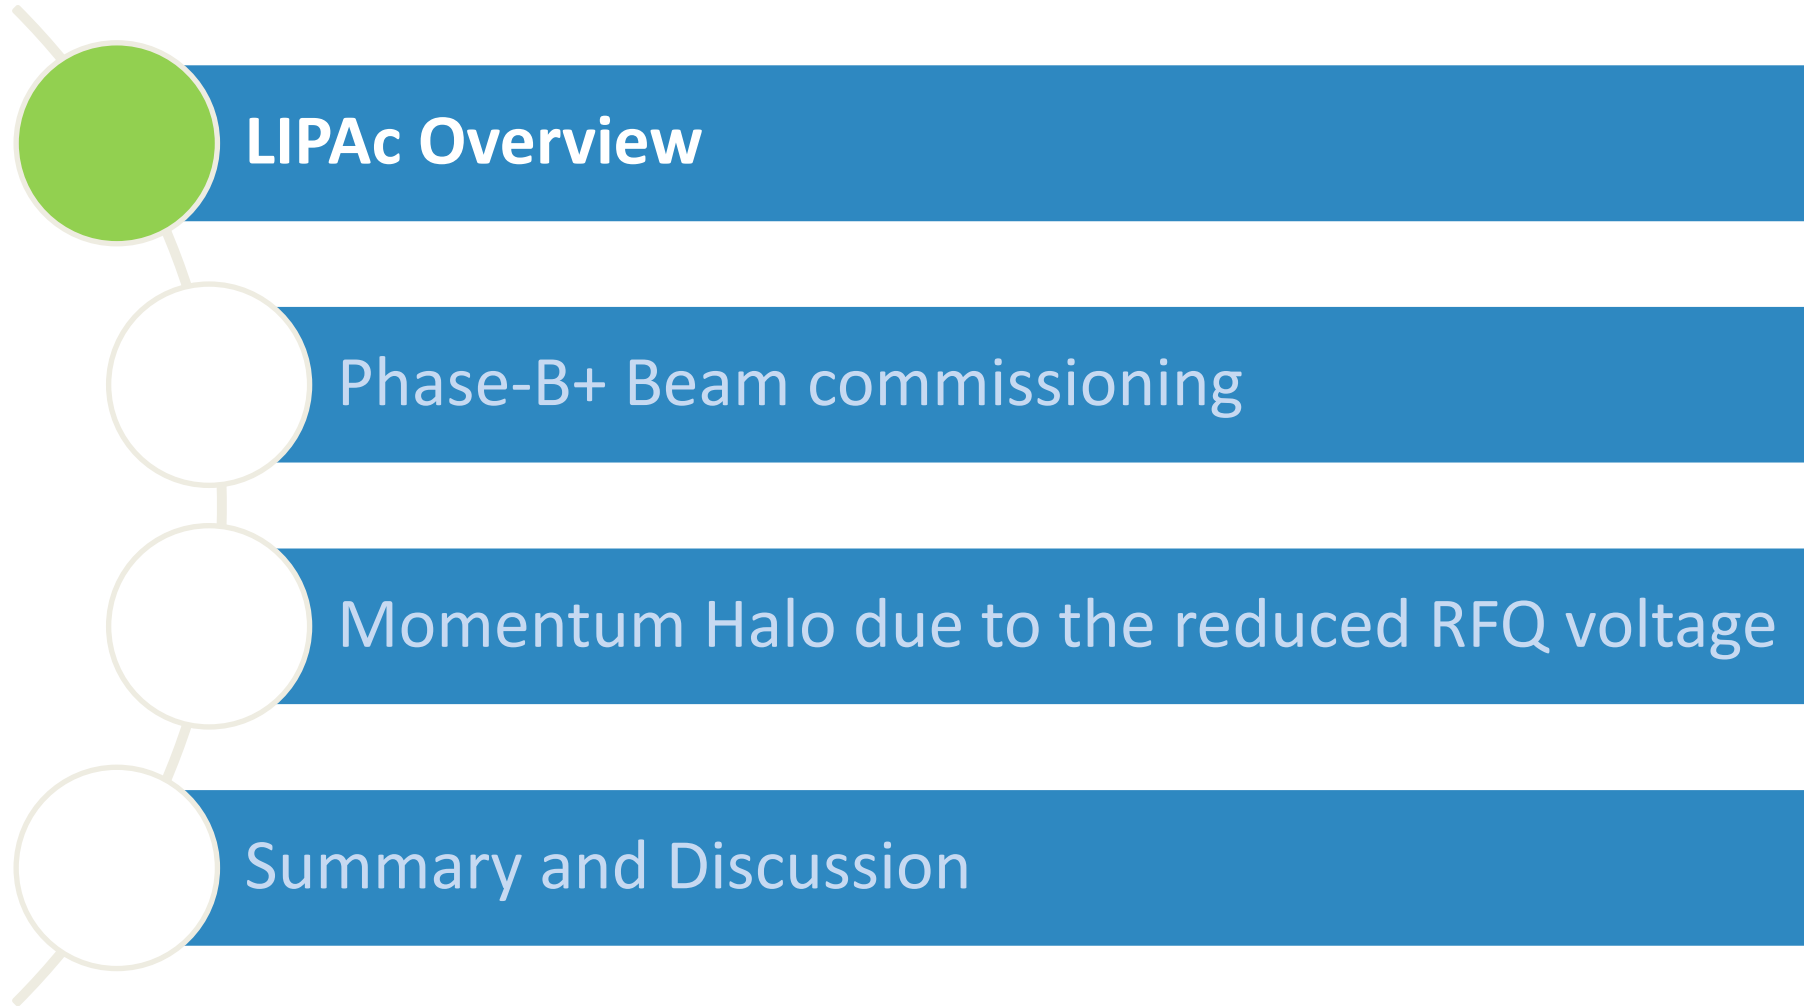 LIPAc Overview
Phase-B+ Beam commissioning
Momentum Halo due to the reduced RFQ voltage
Summary and Discussion